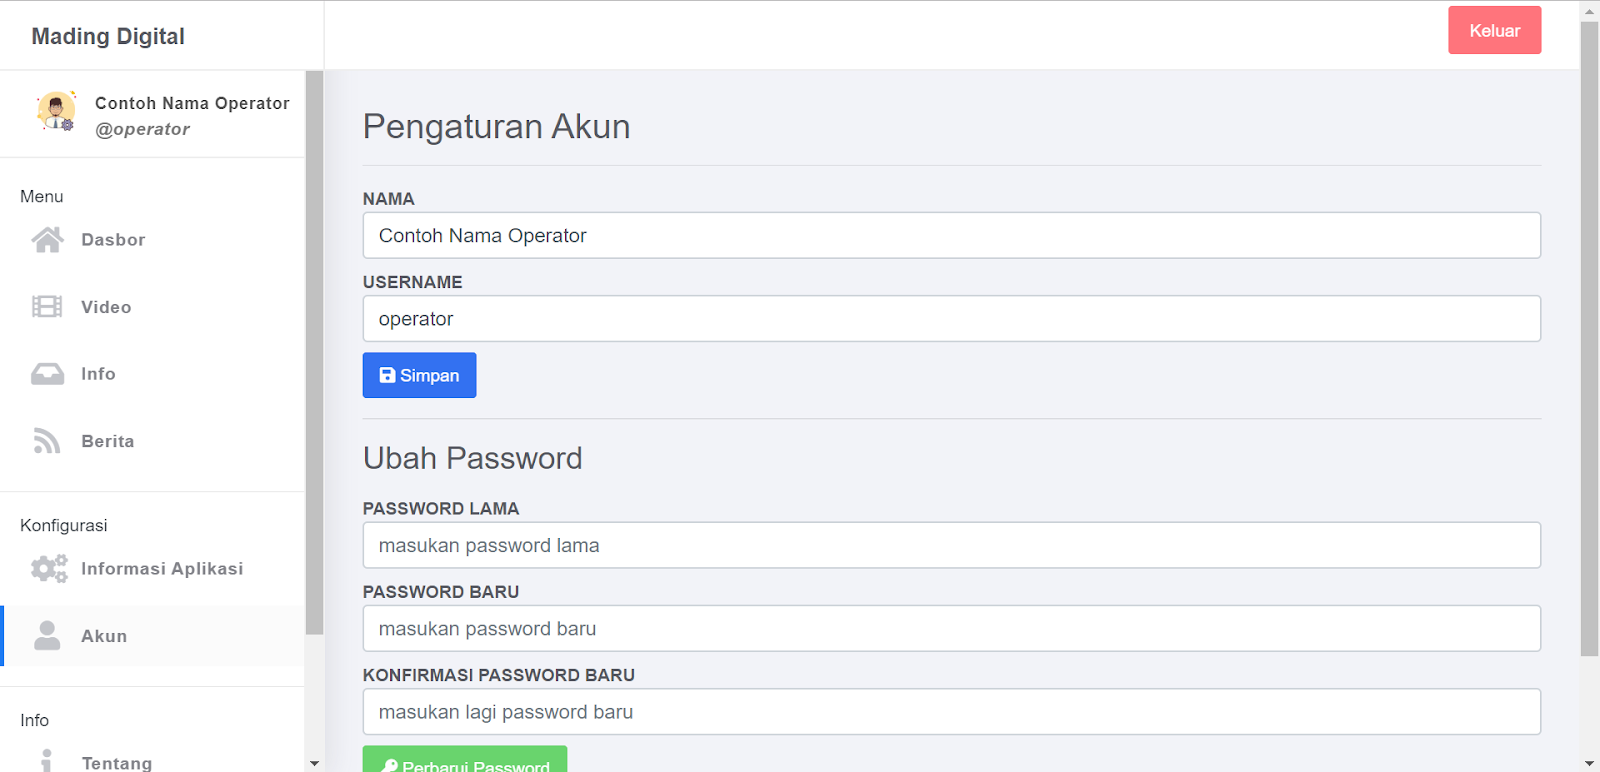 Mading Digital
Keluar
Contoh Nama Operator
@operator
Menu
Dasbor
Video
Info
Berita
Konfigurasi
Informasi Aplikasi
Akun
Info
Tentang
Pengaturan Akun
NAMA
Contoh Nama Operator
USERNAME
operator
Simpan
Ubah Password
PASSWORD LAMA
masukan password lama
PASSWORD BARU
masukan password baru
KONFIRMASI PASSWORD BARU
masukan lagi password baru
Perbarui Password